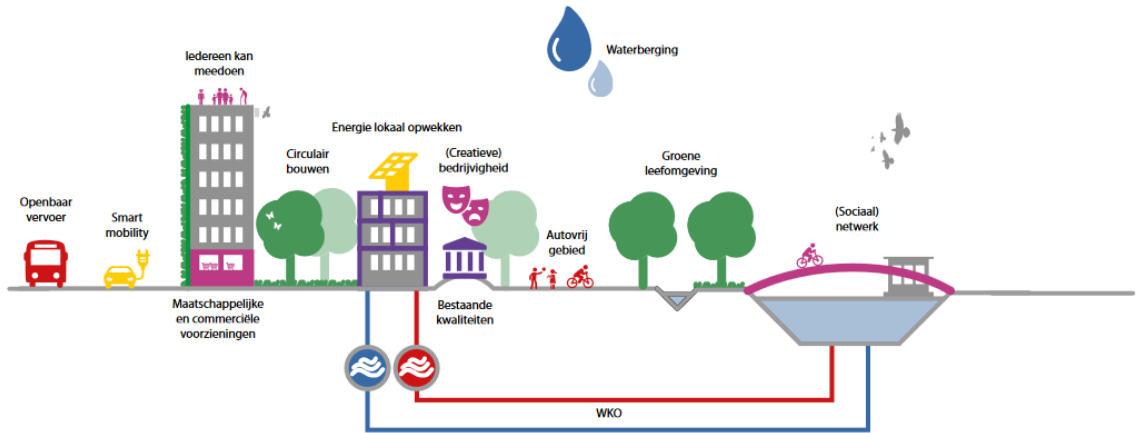 Waterberging
Iedereen kan
meedoen
Energie lokaal opwekken
Circulair
bouwen
(Creatieve)
bedrijvigheid
Groene
leefomgeving
Openbaar
vervoer
Smart
mobility
Autovrij
gebied
(Sociaal)
netwerk
Maatschappelijke
en commerciële
voorzieningen
Bestaande
kwaliteiten
WKO